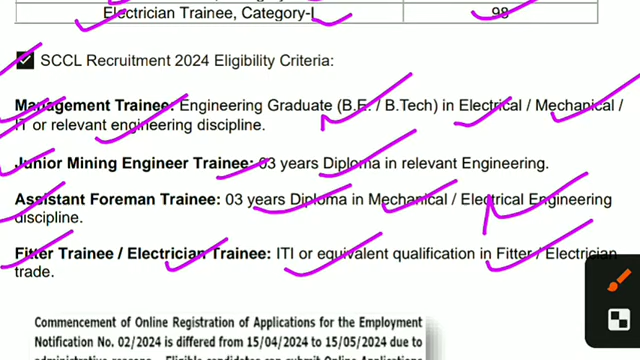 Electrician Trainee, Category-I 98
SCCL Recruitment 2024 Eligibility Criteria:
Management Trainee: Engineering Graduate (B.E. / B.Tech) in Electrical / Mechanical /
IT or relevant engineering discipline.
Junior Mining Engineer Trainee: 03 years Diploma in relevant Engineering.
Assistant Foreman Trainee: 03 years Diploma in Mechanical / Electrical Engineering
discipline.
Fitter Trainee / Electrician Trainee: ITI or equivalent qualification in Fitter / Electrician
trade.
Commencement of Online Registration of Applications for the Employment
Notification No. 02/2024 is differed from 15/04/2024 to 15/05/2024 due to
administrative reasons. Eligible candidates can submit Online Applications